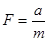 F = a/m